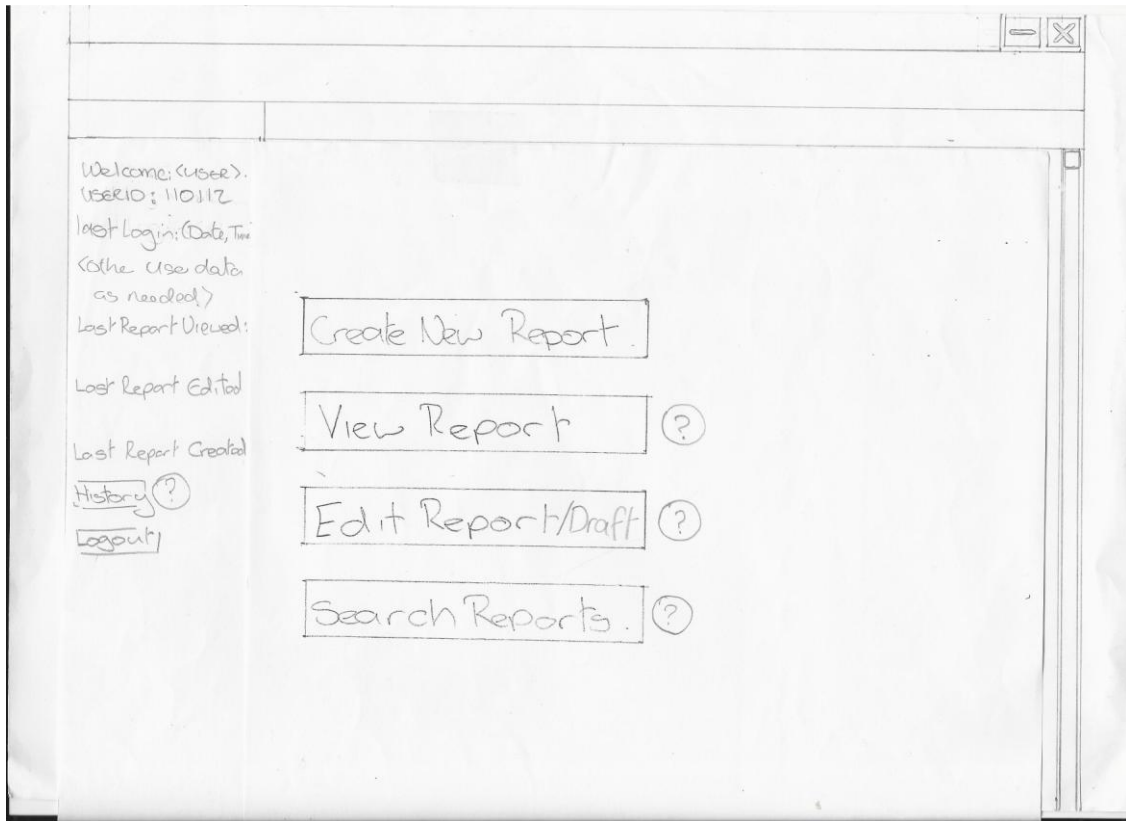 Welcome: <USER>.
USERID: 110112
last Login: (Date, Time
<Othe use data
as needed>
Last Report Viewed:
Last Report Edited
Last Report Created
History ?
Logout
Create New Report.
View Report ?
Edit Report/Draft ?
Search Reports. ?